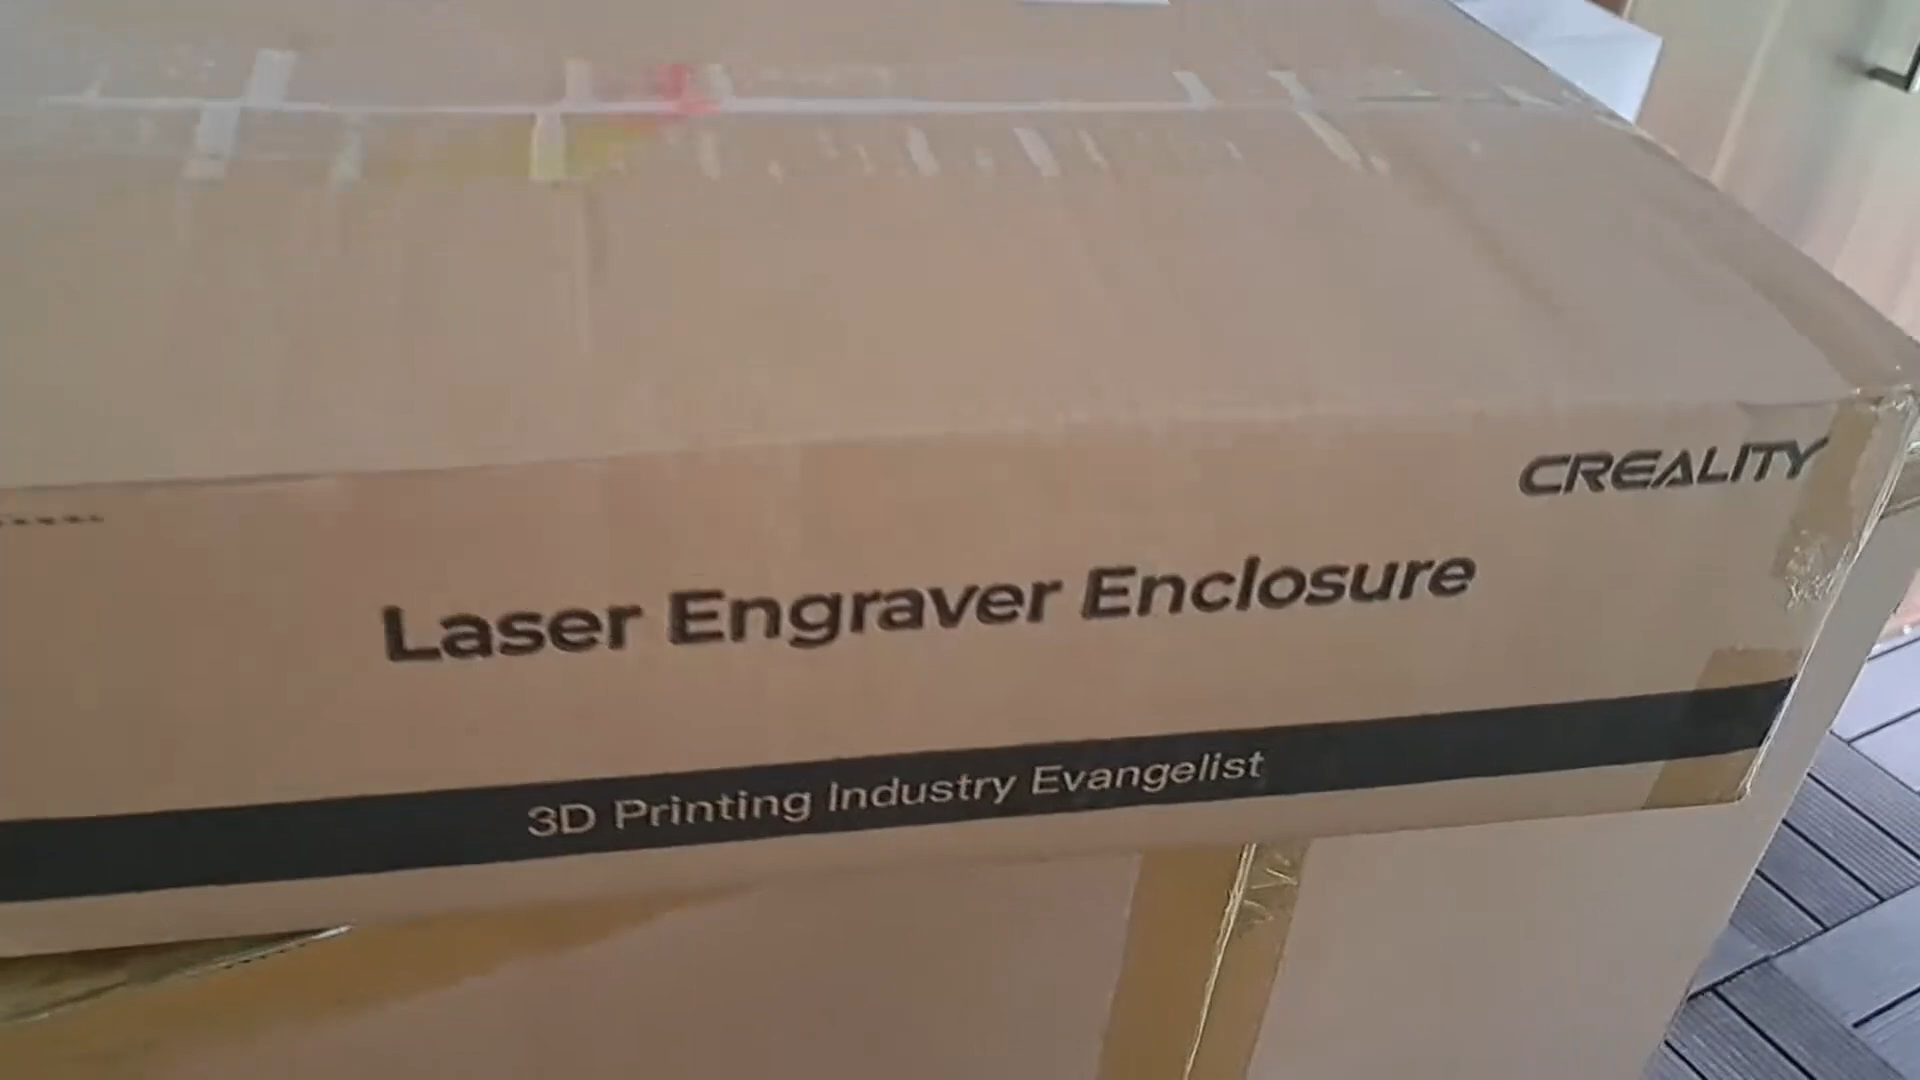 CREALITY
Laser Engraver Enclosure
3D Printing Industry Evangelist